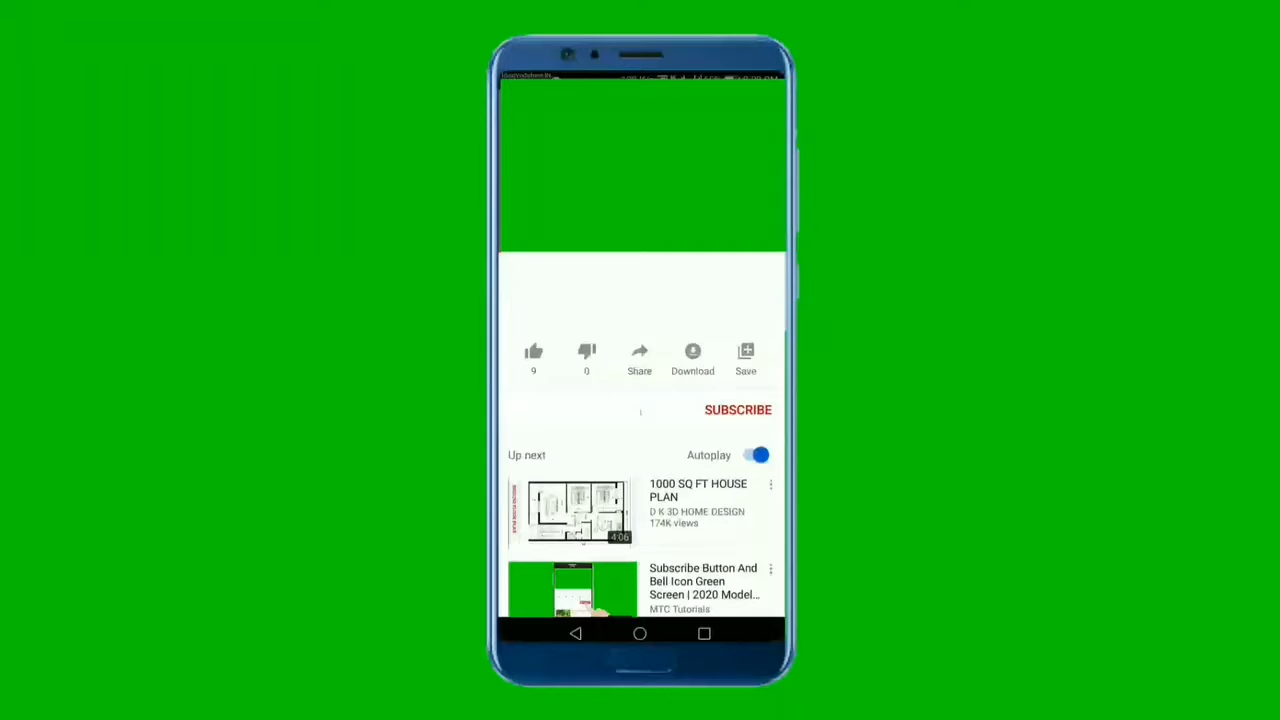 9
0
Share
Download
Save
SUBSCRIBE
Up next
Autoplay
1000 SQ FT HOUSE
PLAN
D K 3D HOME DESIGN
174K views
4:06
Subscribe Button And
Bell Icon Green
Screen | 2020 Model...
MTC Tutorials